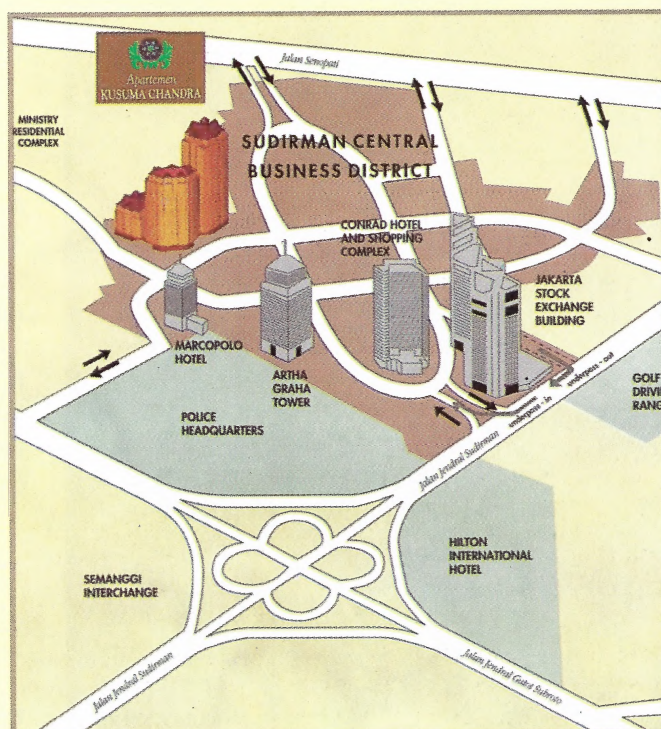 Apartemen
KUSUMA CHANDRA
Jalan Senopati
MINISTRY
RESIDENTIAL
COMPLEX
SUDIRMAN CENTRAL
BUSINESS DISTRICT
CONRAD HOTEL
AND SHOPPING
COMPLEX
JAKARTA
STOCK
EXCHANGE
BUILDING
MARCOPOLO
HOTEL
ARTHA
GRAHA
TOWER
underpass - out
underpass - in
GOLF
DRIVI
RANG
POLICE
HEADQUARTERS
Jalan Jendral Sudirman
HILTON
INTERNATIONAL
HOTEL
SEMANGGI
INTERCHANGE
Jalan Jendral Sudirman
Jalan Jendral Gatot Subroto